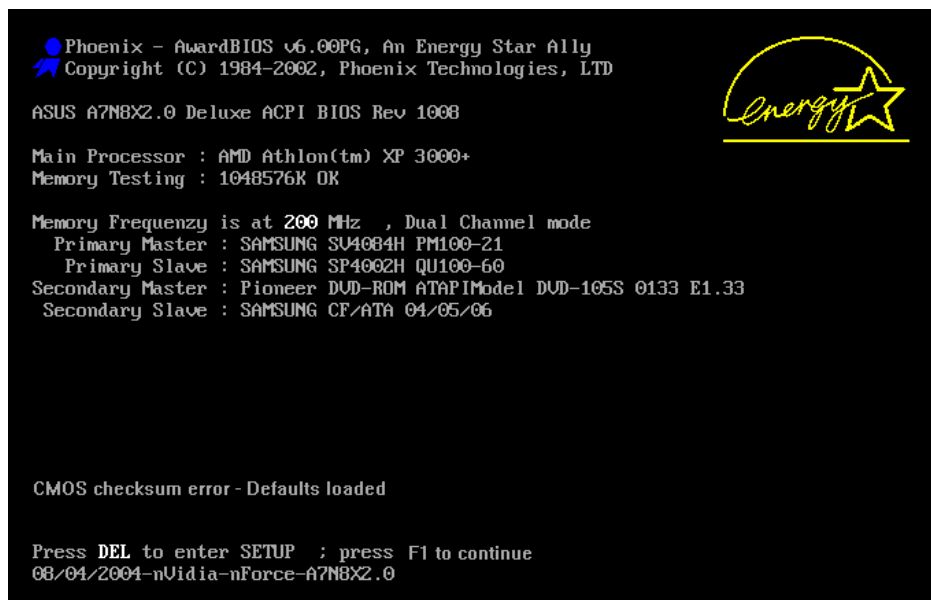 Phoenix - AwardBIOS v6.00PG, An Energy Star Ally
Copyright (C) 1984-2002, Phoenix Technologies, LTD
energy
ASUS A7N8X2.0 Deluxe ACPI BIOS Rev 1008
Main Processor : AMD Athlon(tm) XP 3000+
Memory Testing : 1048576K OK
Memory Frequenzy is at 200 MHz , Dual Channel mode
Primary Master : SAMSUNG SV4084H PM100-21
Primary Slave : SAMSUNG SP4002H QU100-60
Secondary Master : Pioneer DVD-ROM ATAPIModel DVD-105S 0133 E1.33
Secondary Slave : SAMSUNG CF/ATA 04/05/06
CMOS checksum error - Defaults loaded
Press DEL to enter SETUP ; press F1 to continue
08/04/2004-nVidia-nForce-A7N8X2.0